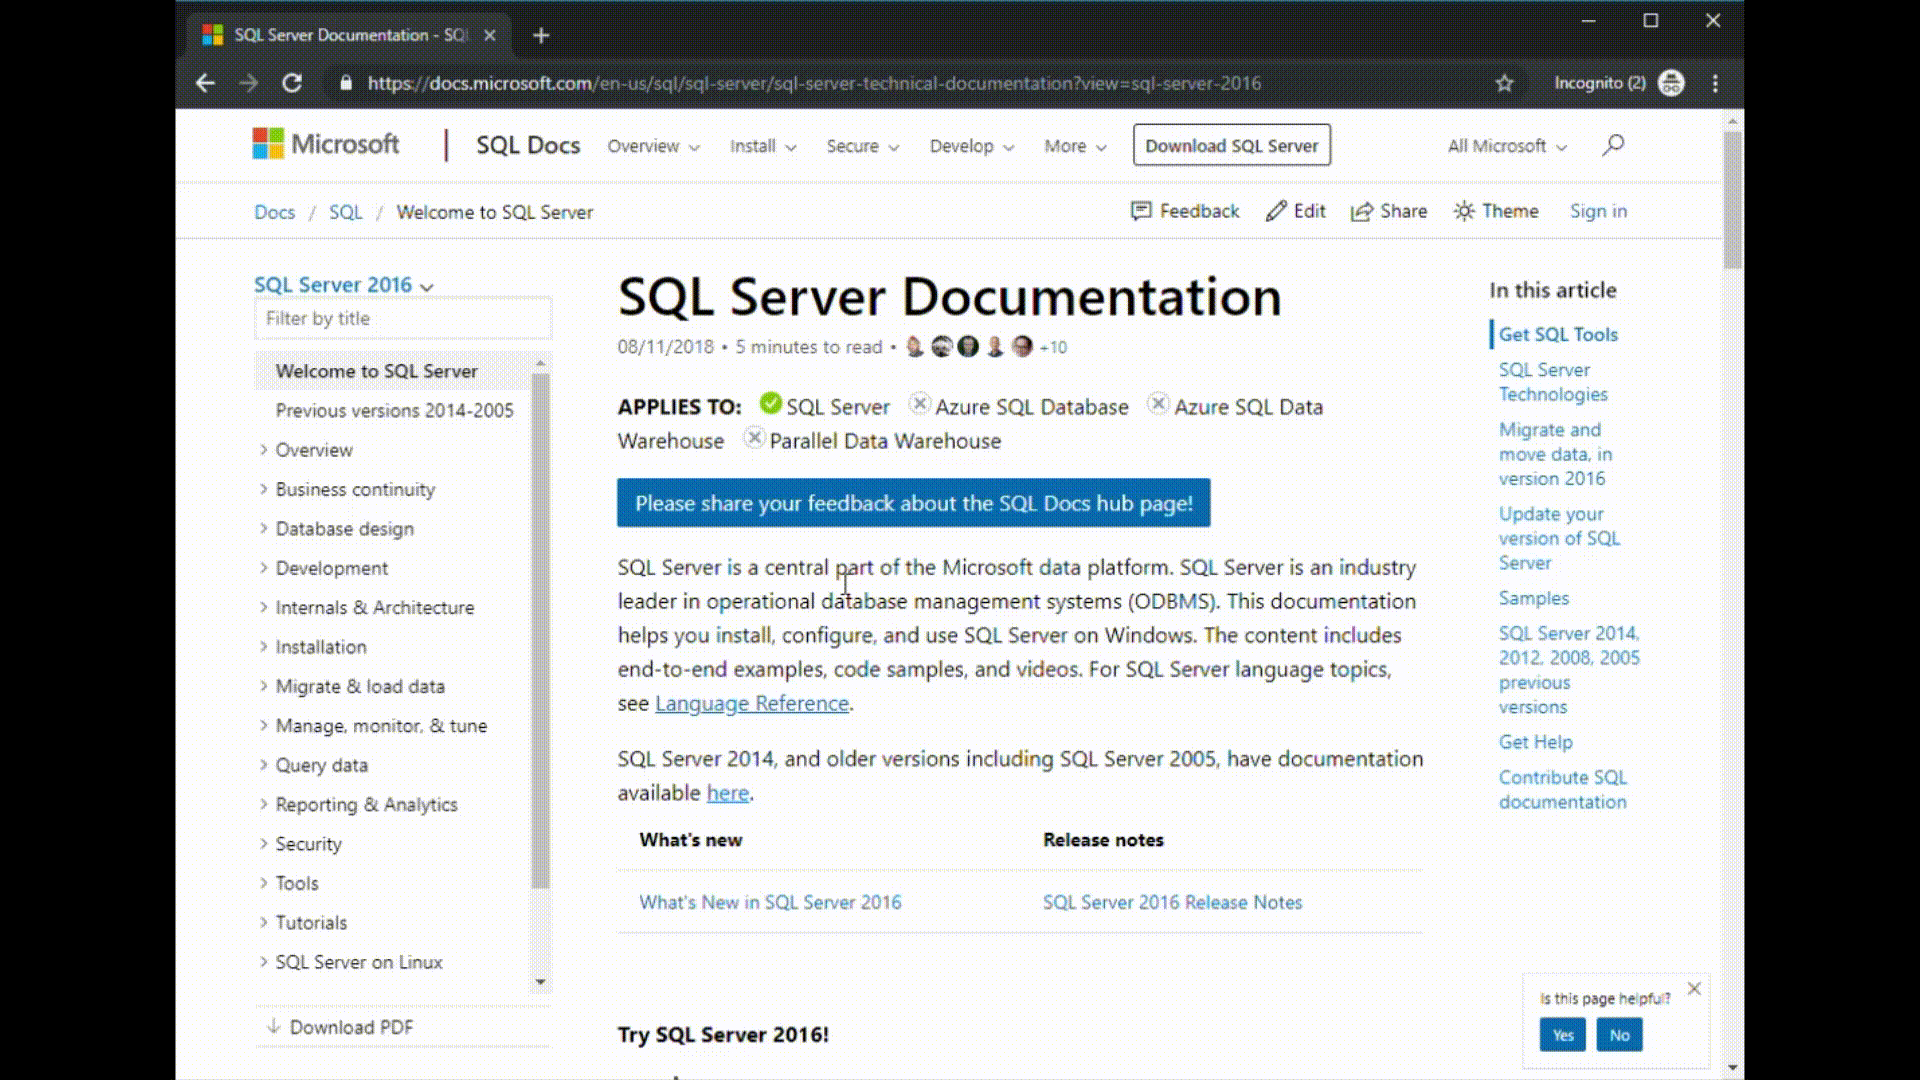 SQL Server Documentation - SQ
https://docs.microsoft.com/en-us/sql/sql-server/sql-server-technical-documentation?view=sql-server-2016
Incognito (2)
Microsoft
SQL Docs
Overview
Install
Secure
Develop
More
Download SQL Server
All Microsoft
Docs / SQL / Welcome to SQL Server
Feedback
Edit
Share
Theme
Sign in
SQL Server 2016
Filter by title
Welcome to SQL Server
Previous versions 2014-2005
Overview
Business continuity
Database design
Development
Internals & Architecture
Installation
Migrate & load data
Manage, monitor, & tune
Query data
Reporting & Analytics
Security
Tools
Tutorials
SQL Server on Linux
Download PDF
SQL Server Documentation
08/11/2018 • 5 minutes to read • +10
APPLIES TO: SQL Server Azure SQL Database Azure SQL Data
Warehouse Parallel Data Warehouse
Please share your feedback about the SQL Docs hub page!
SQL Server is a central part of the Microsoft data platform. SQL Server is an industry
leader in operational database management systems (ODBMS). This documentation
helps you install, configure, and use SQL Server on Windows. The content includes
end-to-end examples, code samples, and videos. For SQL Server language topics,
see Language Reference.
SQL Server 2014, and older versions including SQL Server 2005, have documentation
available here.
What's new
Release notes
What's New in SQL Server 2016
SQL Server 2016 Release Notes
Try SQL Server 2016!
In this article
Get SQL Tools
SQL Server
Technologies
Migrate and
move data, in
version 2016
Update your
version of SQL
Server
Samples
SQL Server 2014,
2012, 2008, 2005
previous
versions
Get Help
Contribute SQL
documentation
Is this page helpful?
Yes
No